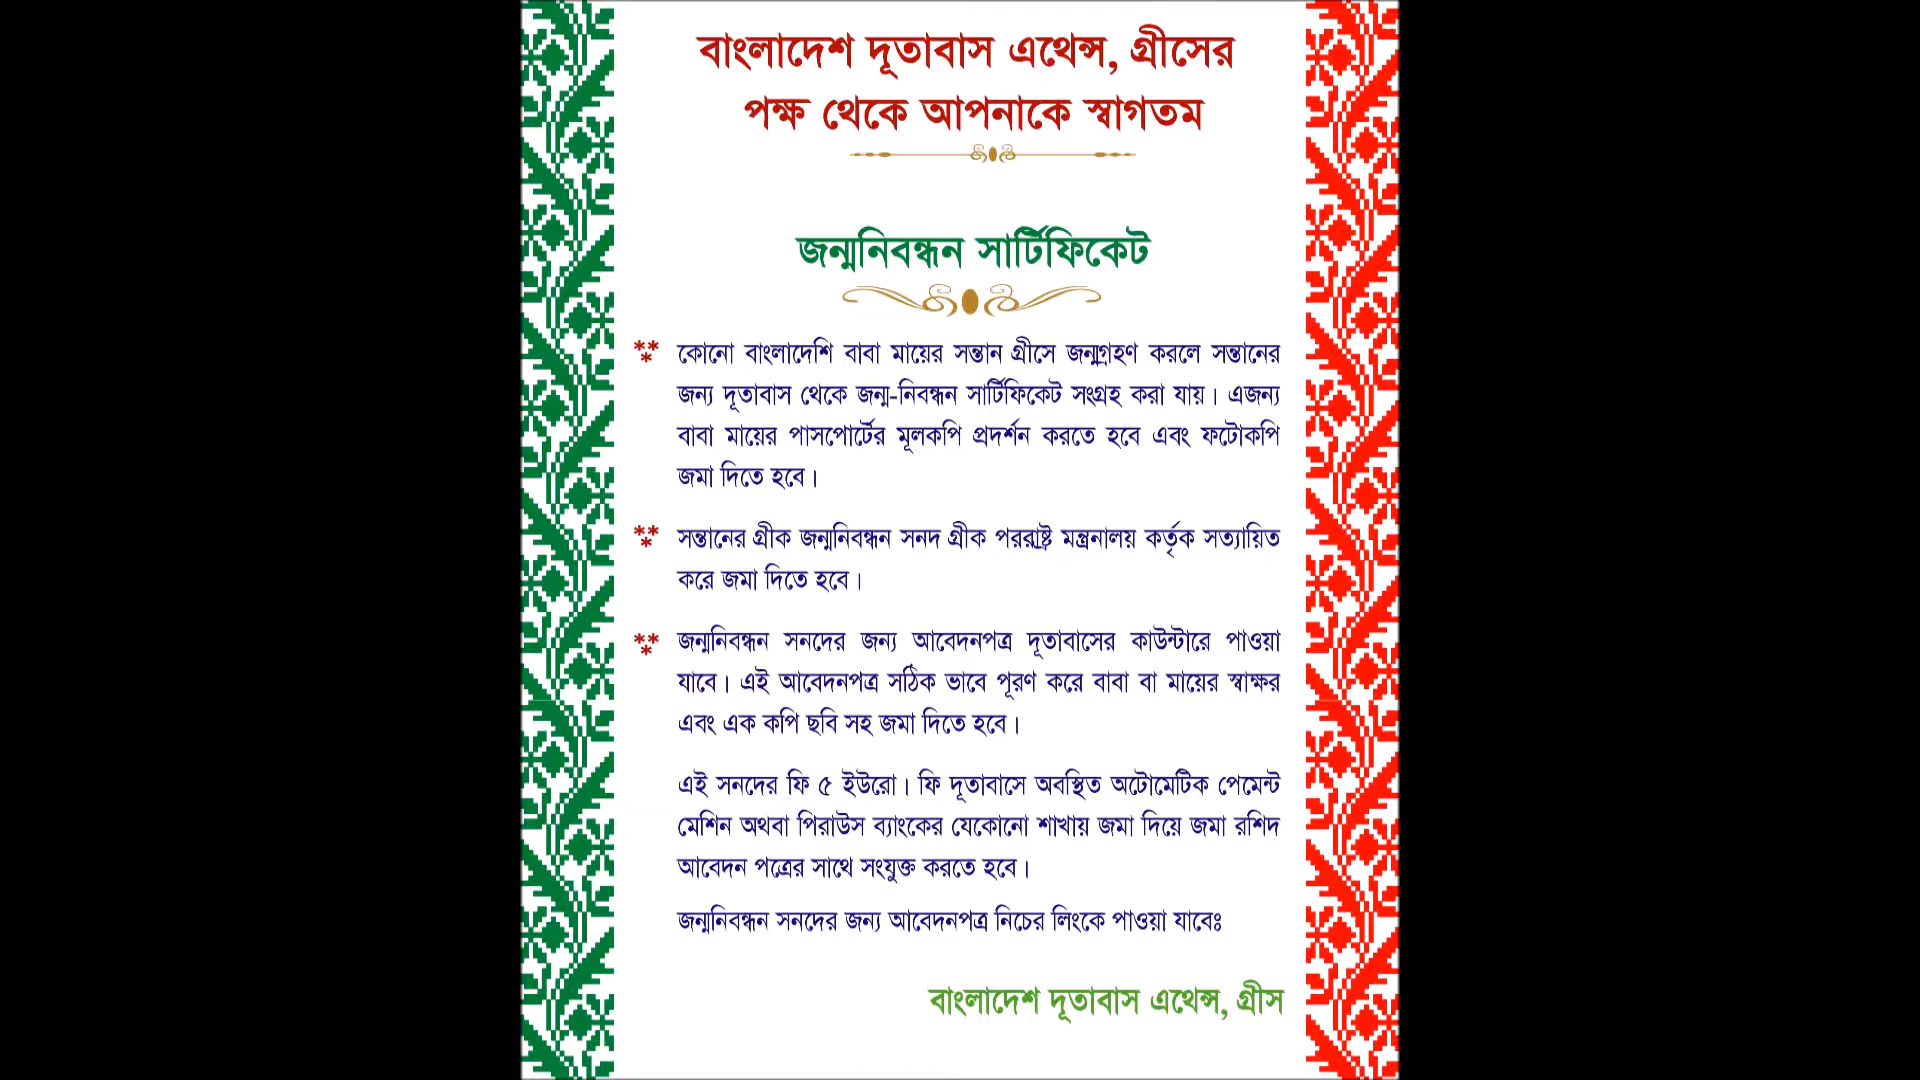 বাংলাদেশ দূতাবাস এথেন্স, গ্রীসের
পক্ষ থেকে আপনাকে স্বাগতম
জন্মনিবন্ধন সার্টিফিকেট
*** কোনো বাংলাদেশি বাবা মায়ের সন্তান গ্রীসে জন্মগ্রহণ করলে সন্তানের
জন্য দূতাবাস থেকে জন্ম-নিবন্ধন সার্টিফিকেট সংগ্রহ করা যায়। এজন্য
বাবা মায়ের পাসপোর্টের মূলকপি প্রদর্শন করতে হবে এবং ফটোকপি
জমা দিতে হবে।
*** সন্তানের গ্রীক জন্মনিবন্ধন সনদ গ্রীক পররাষ্ট্র মন্ত্রনালয় কর্তৃক সত্যায়িত
করে জমা দিতে হবে।
*** জন্মনিবন্ধন সনদের জন্য আবেদনপত্র দূতাবাসের কাউন্টারে পাওয়া
যাবে। এই আবেদনপত্র সঠিক ভাবে পূরণ করে বাবা বা মায়ের স্বাক্ষর
এবং এক কপি ছবি সহ জমা দিতে হবে।
এই সনদের ফি ৫ ইউরো। ফি দূতাবাসে অবস্থিত অটোমেটিক পেমেন্ট
মেশিন অথবা পিরাউস ব্যাংকের যেকোনো শাখায় জমা দিয়ে জমা রশিদ
আবেদন পত্রের সাথে সংযুক্ত করতে হবে।
জন্মনিবন্ধন সনদের জন্য আবেদনপত্র নিচের লিংকে পাওয়া যাবেঃ
বাংলাদেশ দূতাবাস এথেন্স, গ্রীস